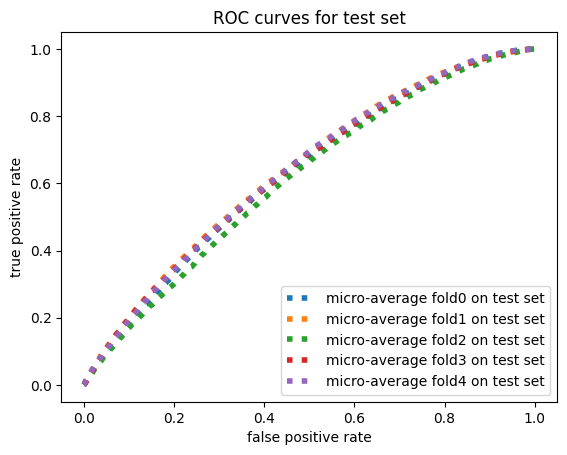 ROC curves for test set
true positive rate
1.0
0.8
0.6
0.4
0.2
0.0
micro-average fold0 on test set
micro-average fold1 on test set
micro-average fold2 on test set
micro-average fold3 on test set
micro-average fold4 on test set
0.0 0.2 0.4 0.6 0.8 1.0
false positive rate